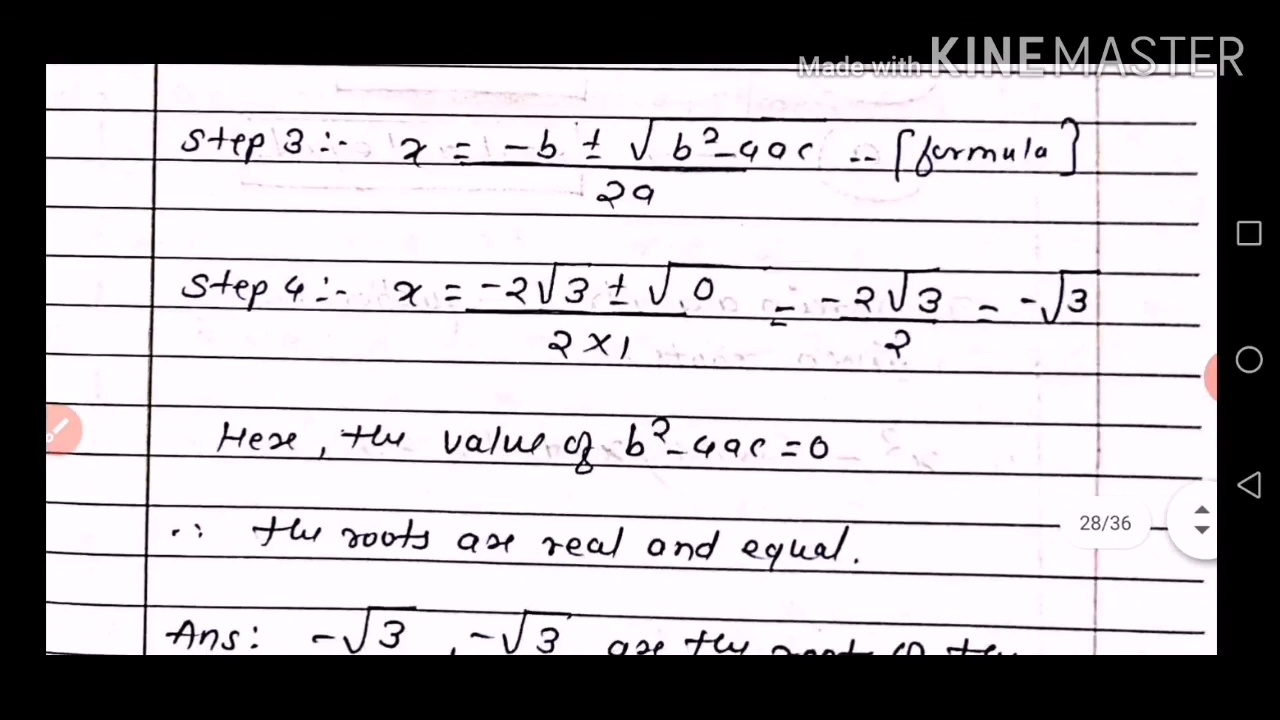 Made with KINEMASTER
Step 3 :- x = -b ± √b²-4ac -- [formula]
2a
Step 4 :- x = -2√3 ± √0 = -2√3 = -√3
2×1 2
Here, the value of b²-4ac = 0
28/36
∴ the roots are real and equal.
Ans: -√3 , -√3 are the